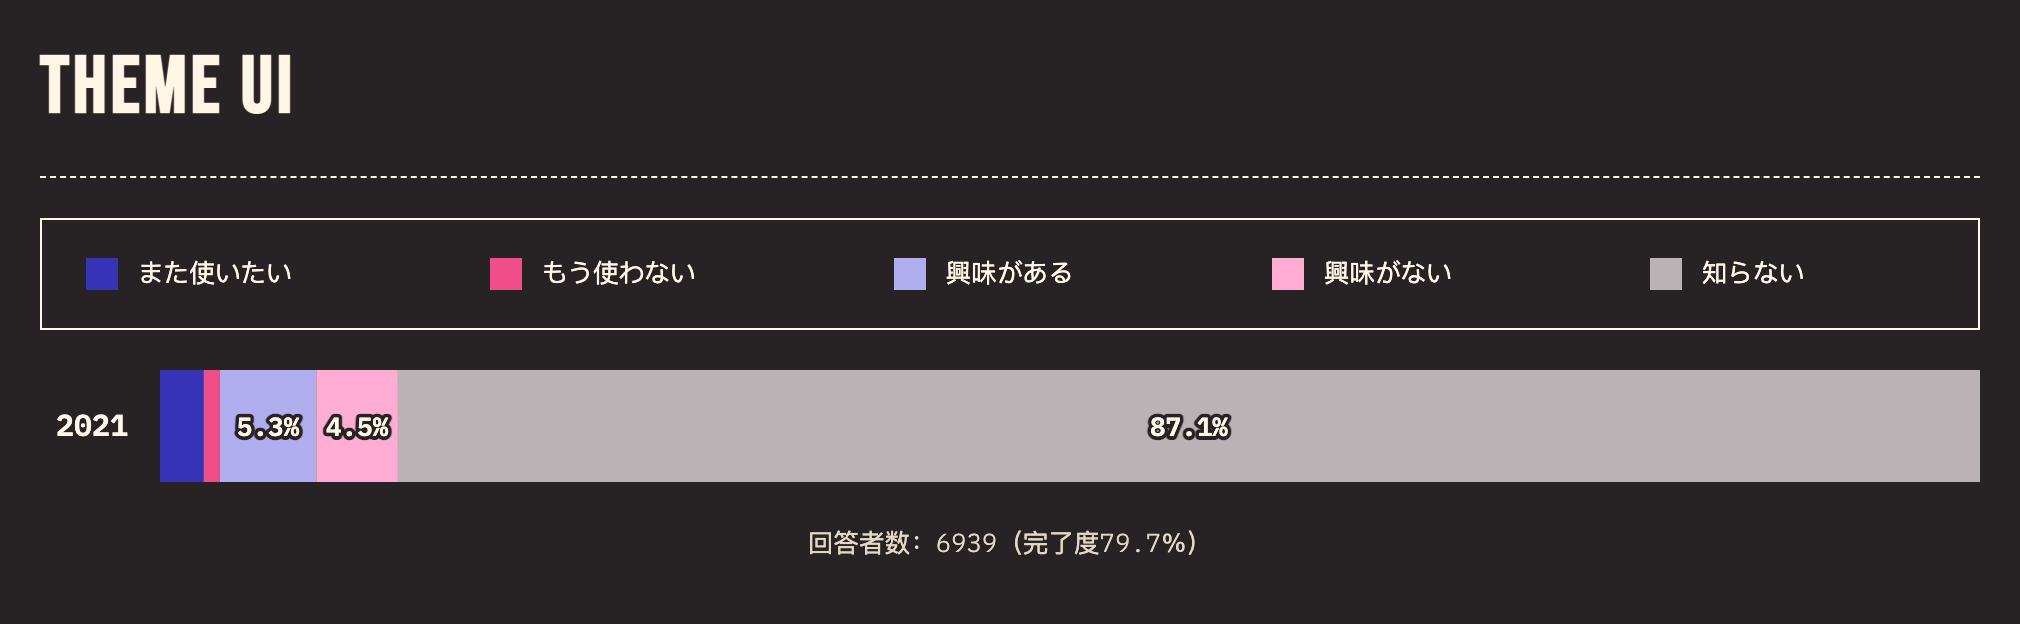 THEME UI
また使いたい
もう使わない
興味がある
興味がない
知らない
2021 5.3% 4.5% 87.1%
回答者数: 6939 (完了度79.7%)